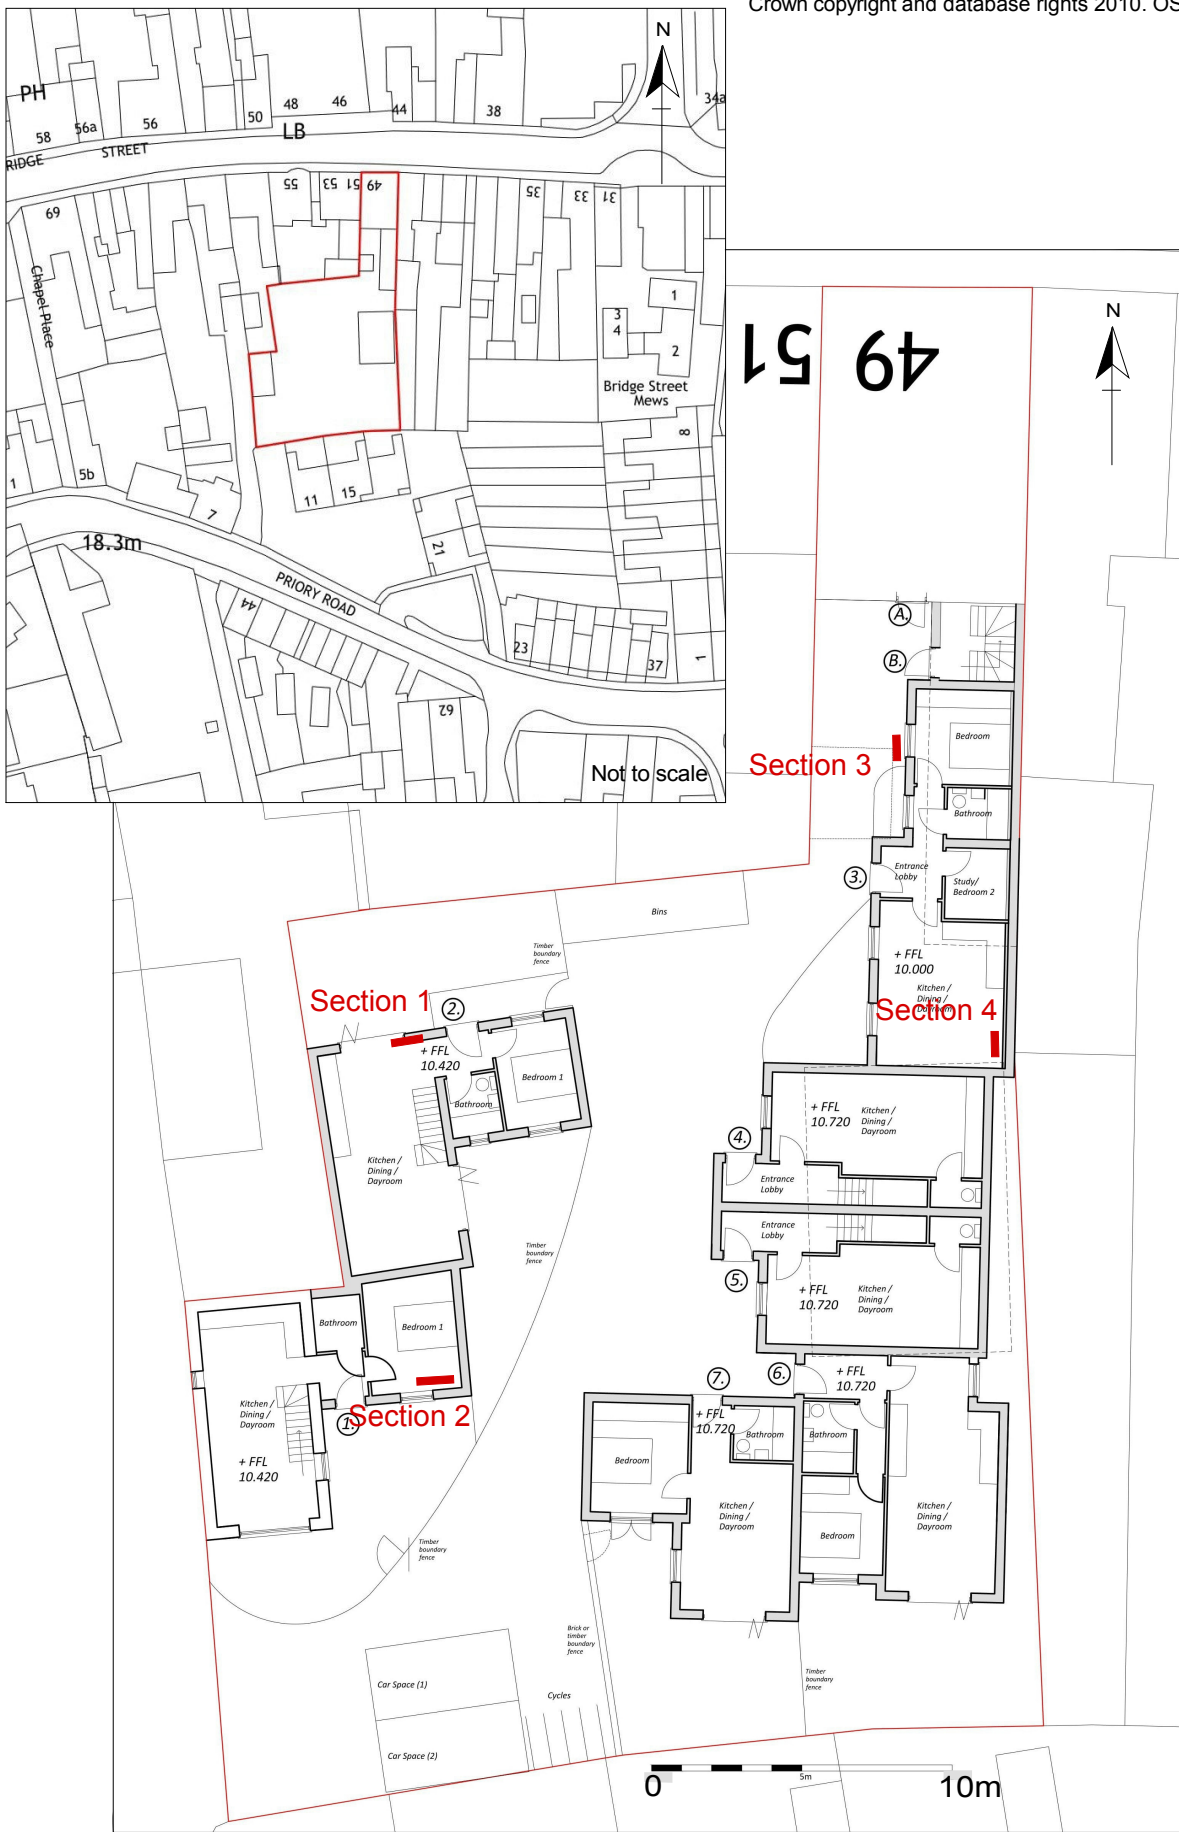 Crown copyright and database rights 2010. OS
N
PH
58
56a
56
50
48
46
44
38
34a
LB
RIDGE
STREET
55
53
51
49
35
33
31
69
Chapel Place
1
3
4
2
Bridge Street
Mews
8
5b
1
11
15
7
21
18.3m
PRIORY ROAD
44
23
37
1
62
Not to scale
51
49
N
A.
B.
Bedroom
Section 3
Bathroom
Entrance
Lobby
3.
Study/
Bedroom 2
Bins
Timber
boundary
fence
+ FFL
10.000
Kitchen /
Dining /
Dayroom
Section 1
2.
Section 4
+ FFL
10.420
Bedroom 1
Bathroom
+ FFL
10.720
Kitchen /
Dining /
Dayroom
4.
Kitchen /
Dining /
Dayroom
Entrance
Lobby
Entrance
Lobby
Timber
boundary
fence
5.
+ FFL
10.720
Kitchen /
Dining /
Dayroom
Bathroom
Bedroom 1
6.
+ FFL
10.720
7.
Kitchen /
Dining /
Dayroom
1.
Section 2
+ FFL
10.720
Bathroom
Bathroom
Bedroom
+ FFL
10.420
Kitchen /
Dining /
Dayroom
Kitchen /
Dining /
Dayroom
Bedroom
Timber
boundary
fence
Brick or
timber
boundary
fence
Timber
boundary
fence
Car Space (1)
Cycles
Car Space (2)
0
5m
10m